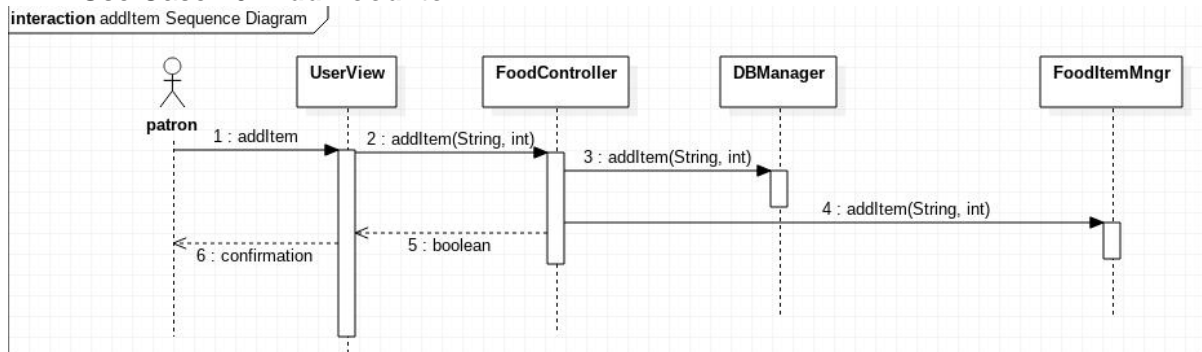 interaction addItem Sequence Diagram
UserView
FoodController
DBManager
FoodItemMngr
patron
1 : addItem
2 : addItem(String, int)
3 : addItem(String, int)
4 : addItem(String, int)
5 : boolean
6 : confirmation